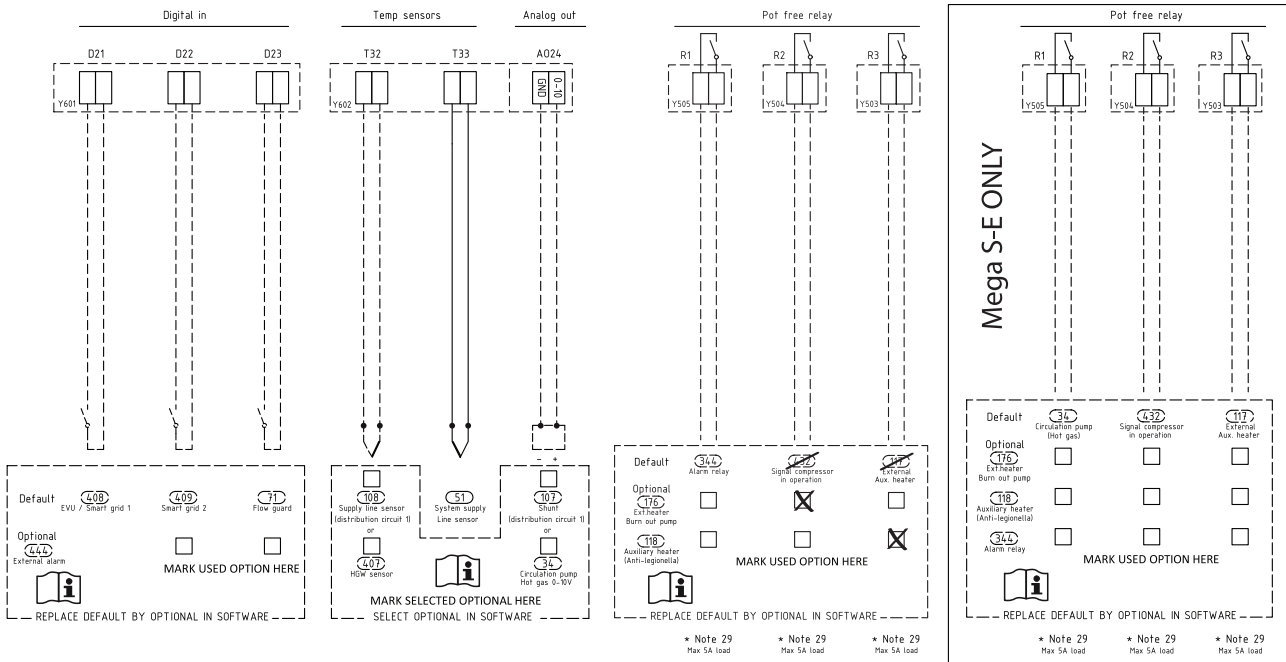 Digital in
Temp sensors
Analog out
Pot free relay
Pot free relay
D21
D22
D23
T32
T33
AO24
R1
R2
R3
R1
R2
R3
Y601
Y602
GND
0-10
Y505
Y504
Y503
Y505
Y504
Y503
Mega S-E ONLY
Default
408
EVU / Smart grid 1
409
Smart grid 2
71
Flow guard
Optional
444
External alarm
MARK USED OPTION HERE
i
REPLACE DEFAULT BY OPTIONAL IN SOFTWARE
108
Supply line sensor
(distribution circuit 1)
or
407
HGW sensor
51
System supply
Line sensor
- +
107
Shunt
(distribution circuit 1)
or
34
Circulation pump
Hot gas 0-10V
i
MARK SELECTED OPTIONAL HERE
SELECT OPTIONAL IN SOFTWARE
Default
344
Alarm relay
432
Signal compressor
in operation
117
External
Aux. heater
Optional
176
Ext.heater
Burn out pump
X
118
Auxiliary heater
(Anti-legionella)
X
MARK USED OPTION HERE
i
REPLACE DEFAULT BY OPTIONAL IN SOFTWARE
* Note 29
Max 5A load
* Note 29
Max 5A load
* Note 29
Max 5A load
Default
34
Circulation pump
(Hot gas)
432
Signal compressor
in operation
117
External
Aux. heater
Optional
176
Ext.heater
Burn out pump
118
Auxiliary heater
(Anti-legionella)
344
Alarm relay
MARK USED OPTION HERE
i
REPLACE DEFAULT BY OPTIONAL IN SOFTWARE
* Note 29
Max 5A load
* Note 29
Max 5A load
* Note 29
Max 5A load